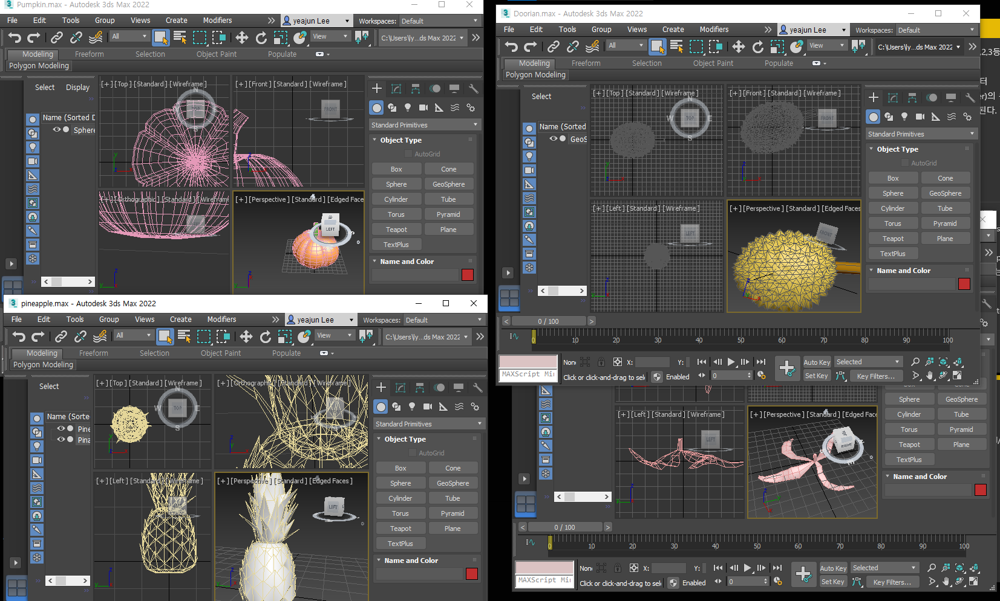 Pumpkin.max - Autodesk 3ds Max 2022
File Edit Tools Group Views Create Modifiers
yeajun Lee
Workspaces: Default
All
View
C:\Users\ly...ds Max 2022
Modeling Freeform Selection Object Paint Populate
Polygon Modeling
Select Display
Name (Sorted D
Sphere
[+] [Top] [Standard] [Wireframe]
N
TOP
S
[+] [Front] [Standard] [Wireframe]
FRONT
[+] [Orthographic] [Standard] [Wirefram
[+] [Perspective] [Standard] [Edged Face
LEFT
Standard Primitives
Object Type
AutoGrid
Box Cone
Sphere GeoSphere
Cylinder Tube
Torus Pyramid
Teapot Plane
TextPlus
Name and Color
Doorian.max - Autodesk 3ds Max 2022
File Edit Tools Group Views Create Modifiers
yeajun Lee
Workspaces: Default
All
View
C:\Users\ly...ds Max 2022
Modeling Freeform Selection Object Paint Populate
Polygon Modeling
Select
Name (Sorted
GeoS
[+] [Top] [Standard] [Wireframe]
N
W TOP E
S
[+] [Front] [Standard] [Wireframe]
FRONT
[+] [Left] [Standard] [Wireframe]
LEFT
[+] [Perspective] [Standard] [Edged Faces
FRONT
Standard Primitives
Object Type
AutoGrid
Box Cone
Sphere GeoSphere
Cylinder Tube
Torus Pyramid
Teapot Plane
TextPlus
Name and Color
0 / 100
0 10 20 30 40 50 60 70 80 90 100
MAXScript Mi
None
X: Y:
Click or click-and-drag to sel
Enabled
0
Auto Key Selected
Set Key Key Filters...
,2,3등
터
er)의
된다.
pineapple.max - Autodesk 3ds Max 2022
File Edit Tools Group Views Create Modifiers
yeajun Lee
Workspaces: Default
All
View
C:\Users\ly...ds Max 2022
Modeling Freeform Selection Object Paint Populate
Polygon Modeling
Select
Name (Sorte
Pine
Pina
[+] [Top] [Standard] [Wireframe]
N
W TOP E
S
[+] [Orthographic] [Standard] [Wireframe]
[+] [Left] [Standard] [Wireframe]
[+] [Perspective] [Standard] [Edged Faces]
LEFT
Standard Primitives
Object Type
AutoGrid
Box Cone
Sphere GeoSphere
Cylinder Tube
Torus Pyramid
Teapot Plane
TextPlus
Name and Color
[+] [Left] [Standard] [Wireframe]
LEFT
[+] [Perspective] [Standard] [Edged Face
RIGHT
Box Cone
Sphere GeoSphere
Cylinder Tube
Torus Pyramid
Teapot Plane
TextPlus
Name and Color
0 / 100
0 10 20 30 40 50 60 70 80 90 100
MAXScript Mi
None
X: Y:
Click or click-and-drag to sel
Enabled
0
Auto Key Selected
Set Key Key Filters...